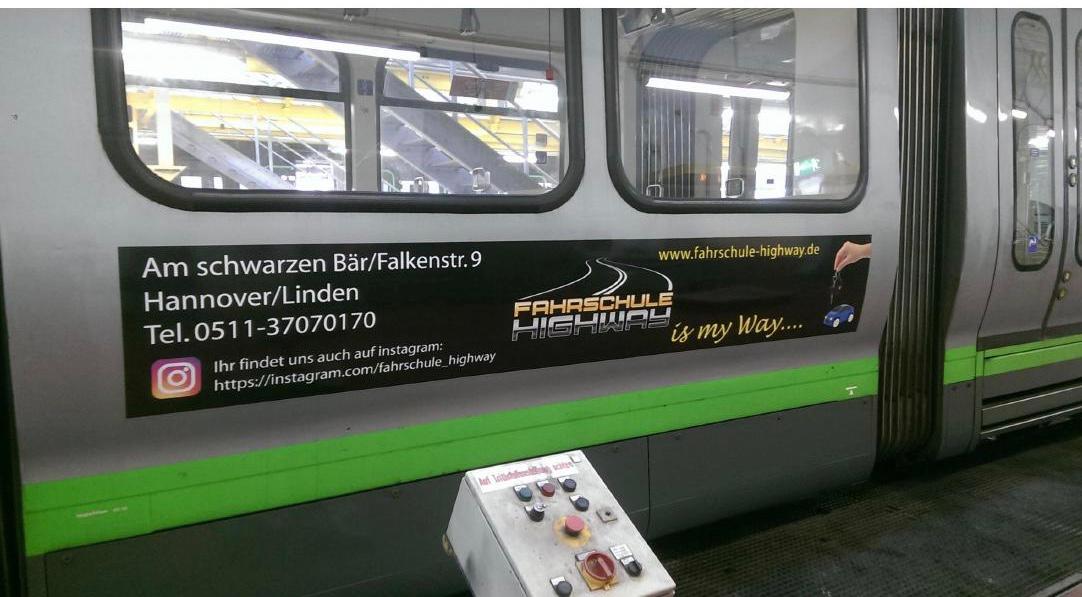 Am schwarzen Bär/Falkenstr. 9
Hannover/Linden
Tel. 0511-37070170
Ihr findet uns auch auf instagram:
https://instagram.com/fahrschule_highway
FAHRSCHULE
HIGHWAY
is my Way....
www.fahrschule-highway.de